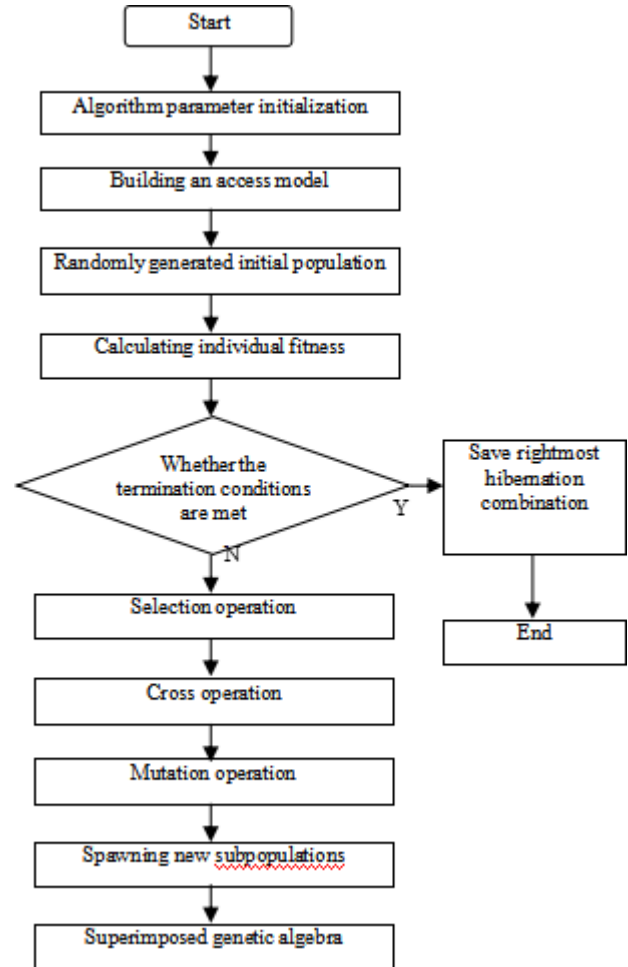 Start
Algorithm parameter initialization
Building an access model
Randomly generated initial population
Calculating individual fitness
Whether the
termination conditions
are met
Y
N
Save rightmost
hibernation
combination
End
Selection operation
Cross operation
Mutation operation
Spawning new subpopulations
Superimposed genetic algebra